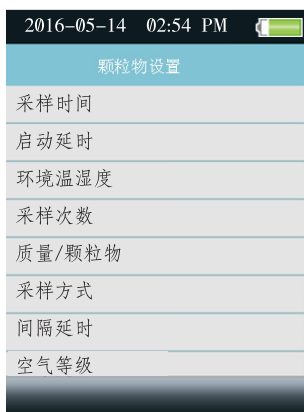 2016-05-14 02:54 PM
颗粒物设置
采样时间
启动延时
环境温湿度
采样次数
质量/颗粒物
采样方式
间隔延时
空气等级